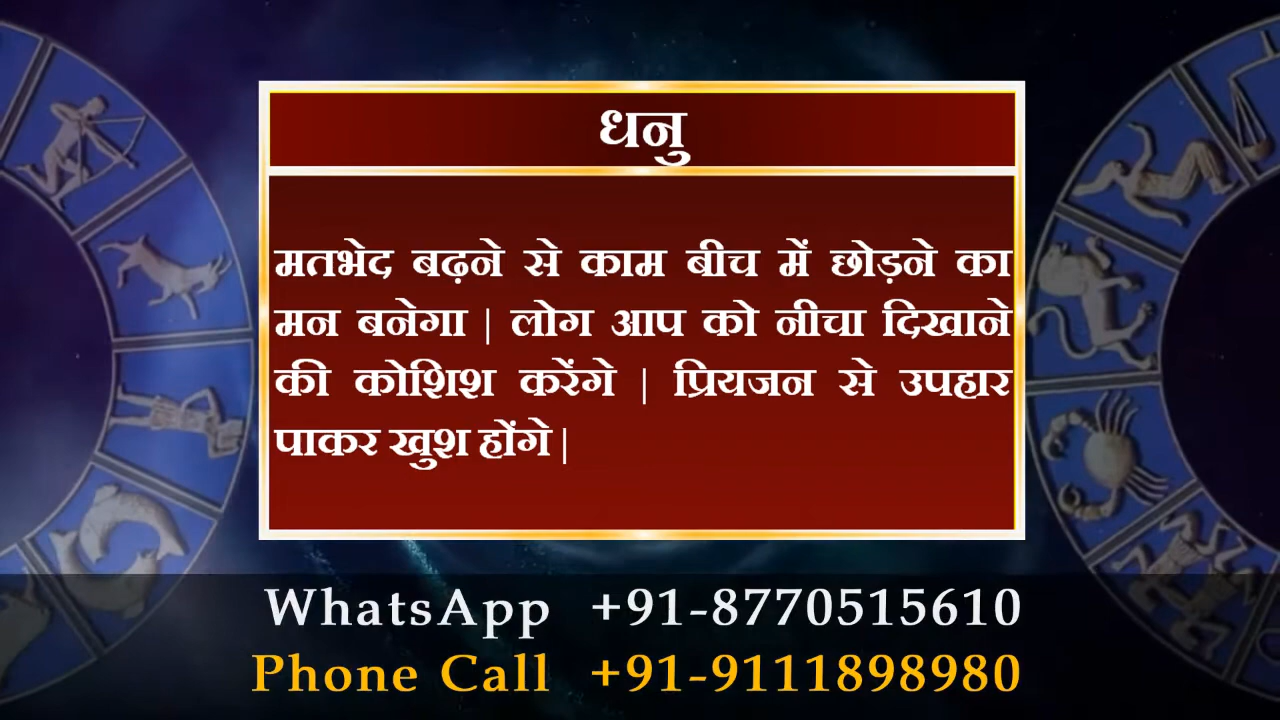 धनु
मतभेद बढ़ने से काम बीच में छोड़ने का
मन बनेगा | लोग आप को नीचा दिखाने
की कोशिश करेंगे | प्रियजन से उपहार
पाकर खुश होंगे |
WhatsApp +91-8770515610
Phone Call +91-9111898980